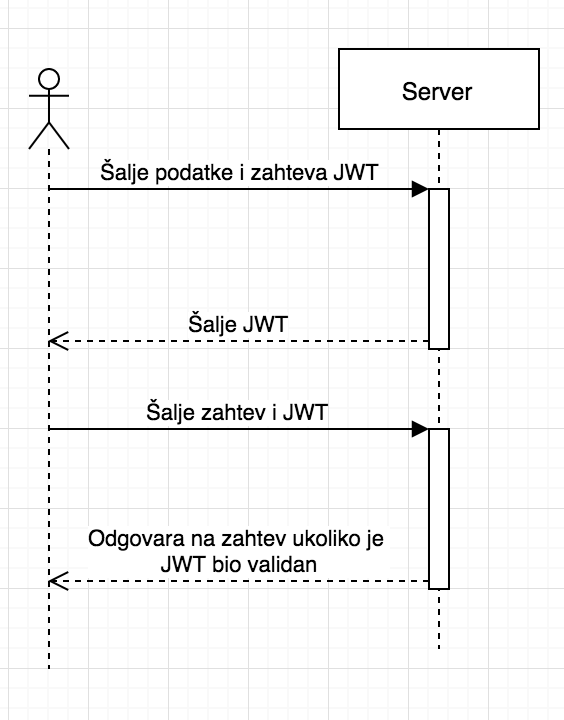 Server
Šalje podatke i zahteva JWT
Šalje JWT
Šalje zahtev i JWT
Odgovara na zahtev ukoliko je
JWT bio validan